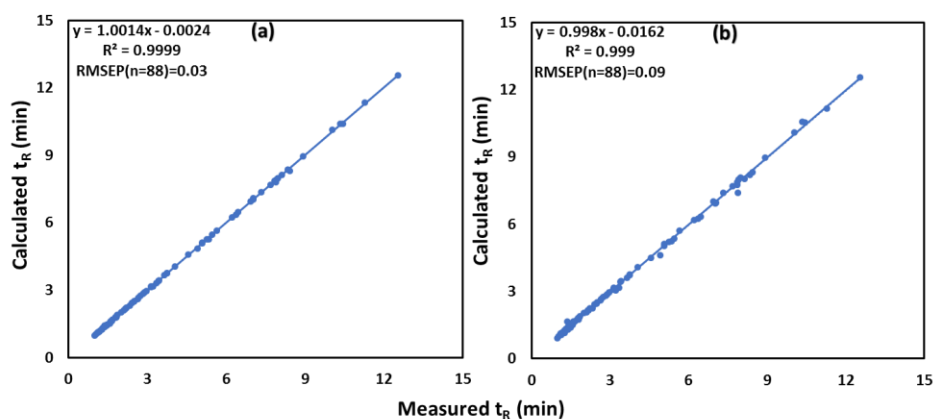 (a)
y = 1.0014x - 0.0024
R² = 0.9999
RMSEP(n=88)=0.03
15
12
9
6
3
0
0 3 6 9 12 15
Calculated tR (min)
(b)
y = 0.998x - 0.0162
R² = 0.999
RMSEP(n=88)=0.09
15
12
9
6
3
0
0 3 6 9 12 15
Calculated tR (min)
Measured tR (min)